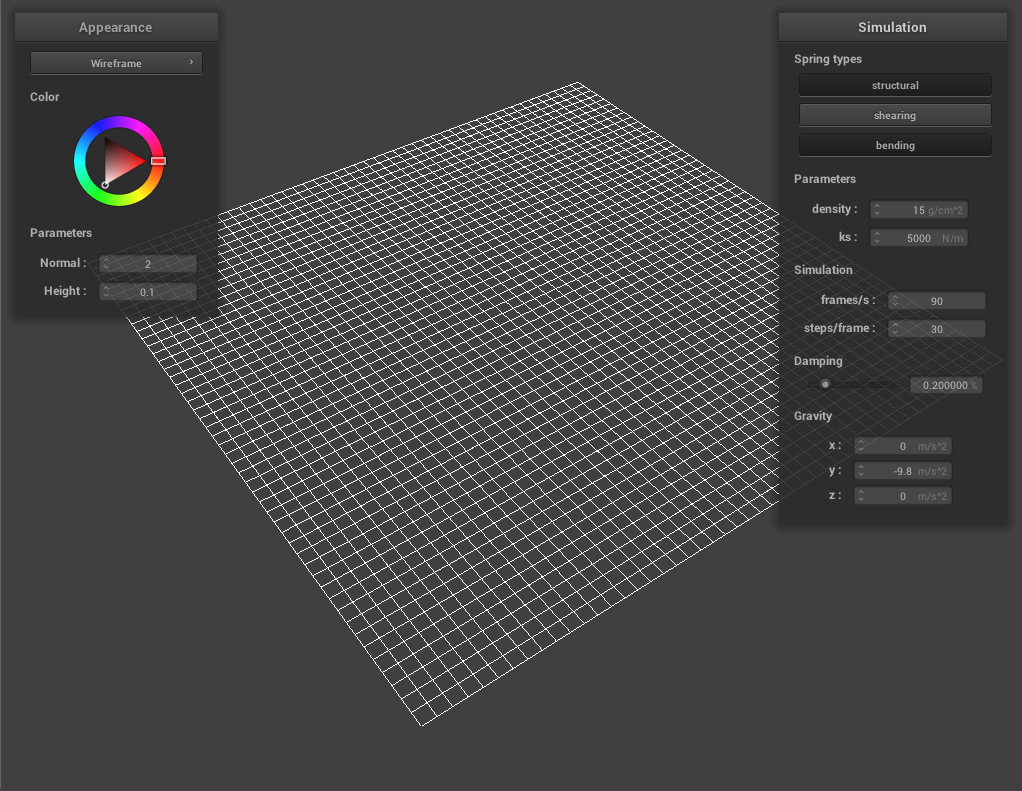 Appearance
Wireframe
Color
Parameters
Normal : 2
Height : 0.1
Simulation
Spring types
structural
shearing
bending
Parameters
density : 15 g/cm^2
ks : 5000 N/m
Simulation
frames/s : 90
steps/frame : 30
Damping
0.200000 %
Gravity
x : 0 m/s^2
y : -9.8 m/s^2
z : 0 m/s^2